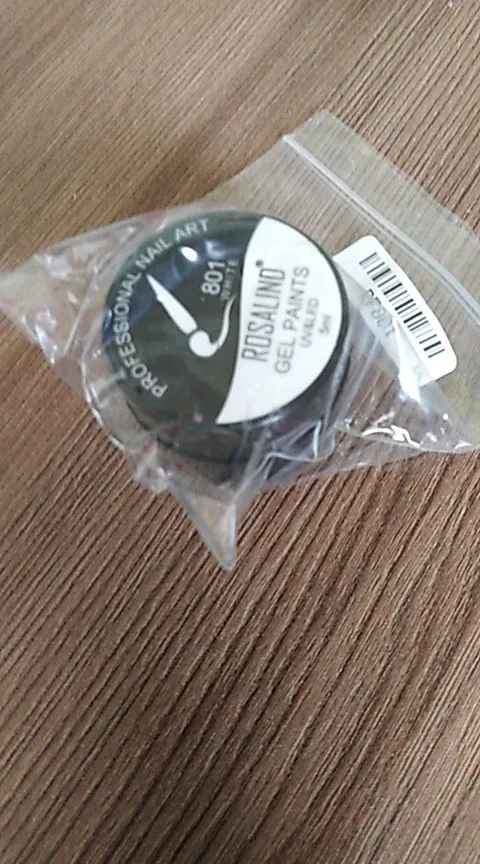 PROFESSIONAL NAIL ART
801
WHITE
ROSALIND®
GEL PAINTS
UV&LED
5ml